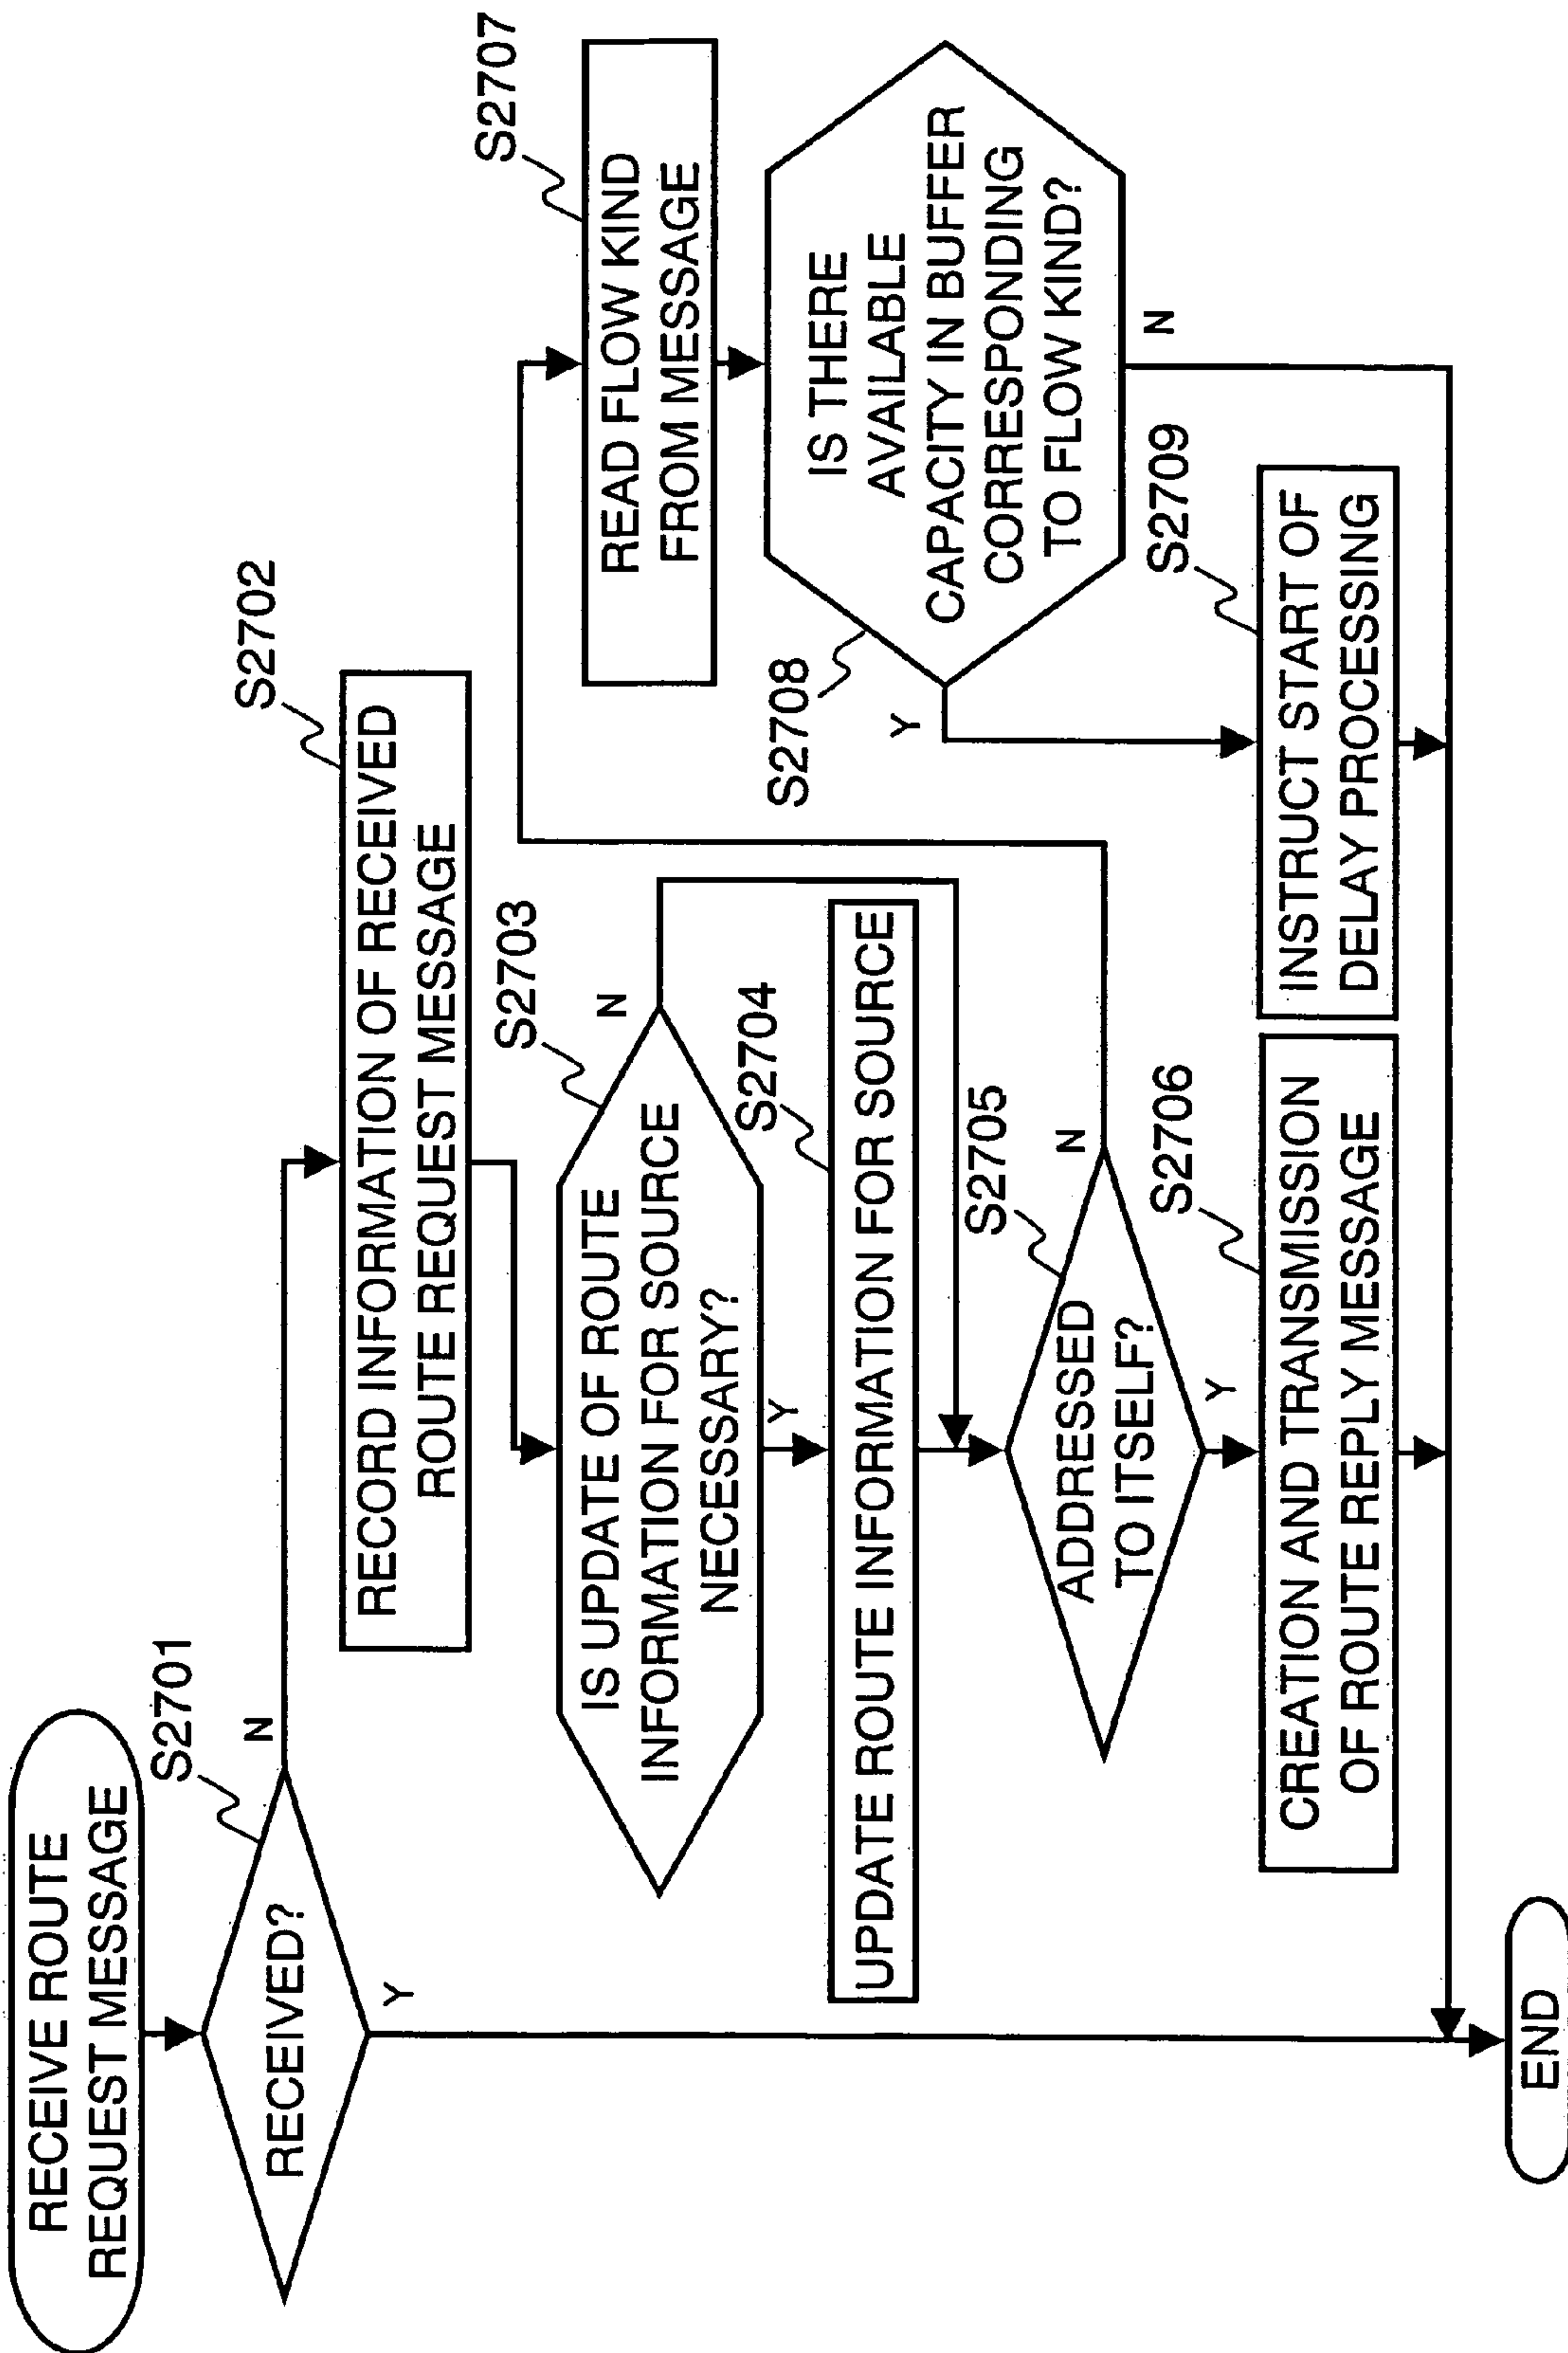 RECEIVE ROUTE
REQUEST MESSAGE
S2701
RECEIVED?
N
Y
S2702
RECORD INFORMATION OF RECEIVED
ROUTE REQUEST MESSAGE
S2703
IS UPDATE OF ROUTE
INFORMATION FOR SOURCE
NECESSARY?
N
Y
S2704
UPDATE ROUTE INFORMATION FOR SOURCE
S2705
ADDRESSED
TO ITSELF?
N
Y
S2706
CREATION AND TRANSMISSION
OF ROUTE REPLY MESSAGE
S2707
READ FLOW KIND
FROM MESSAGE
S2708
IS THERE
AVAILABLE
CAPACITY IN BUFFER
CORRESPONDING
TO FLOW KIND?
Y
N
S2709
INSTRUCT START OF
DELAY PROCESSING
END